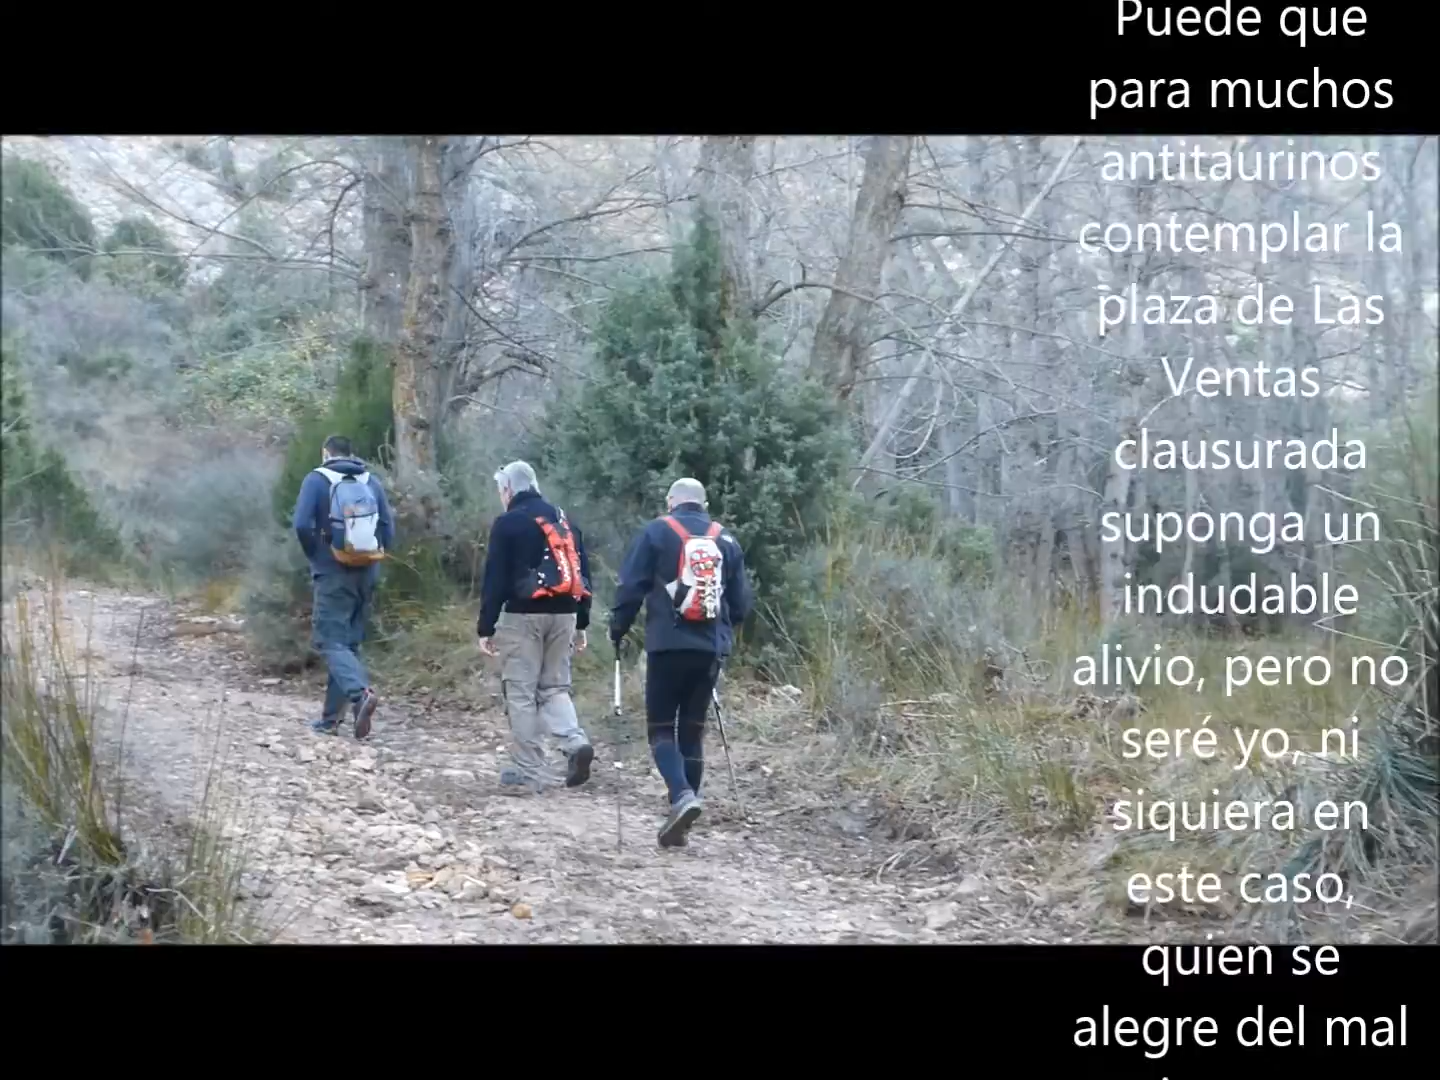 Puede que
para muchos
antitaurinos
contemplar la
plaza de Las
Ventas
clausurada
suponga un
indudable
alivio, pero no
seré yo, ni
siquiera en
este caso,
quien se
alegre del mal